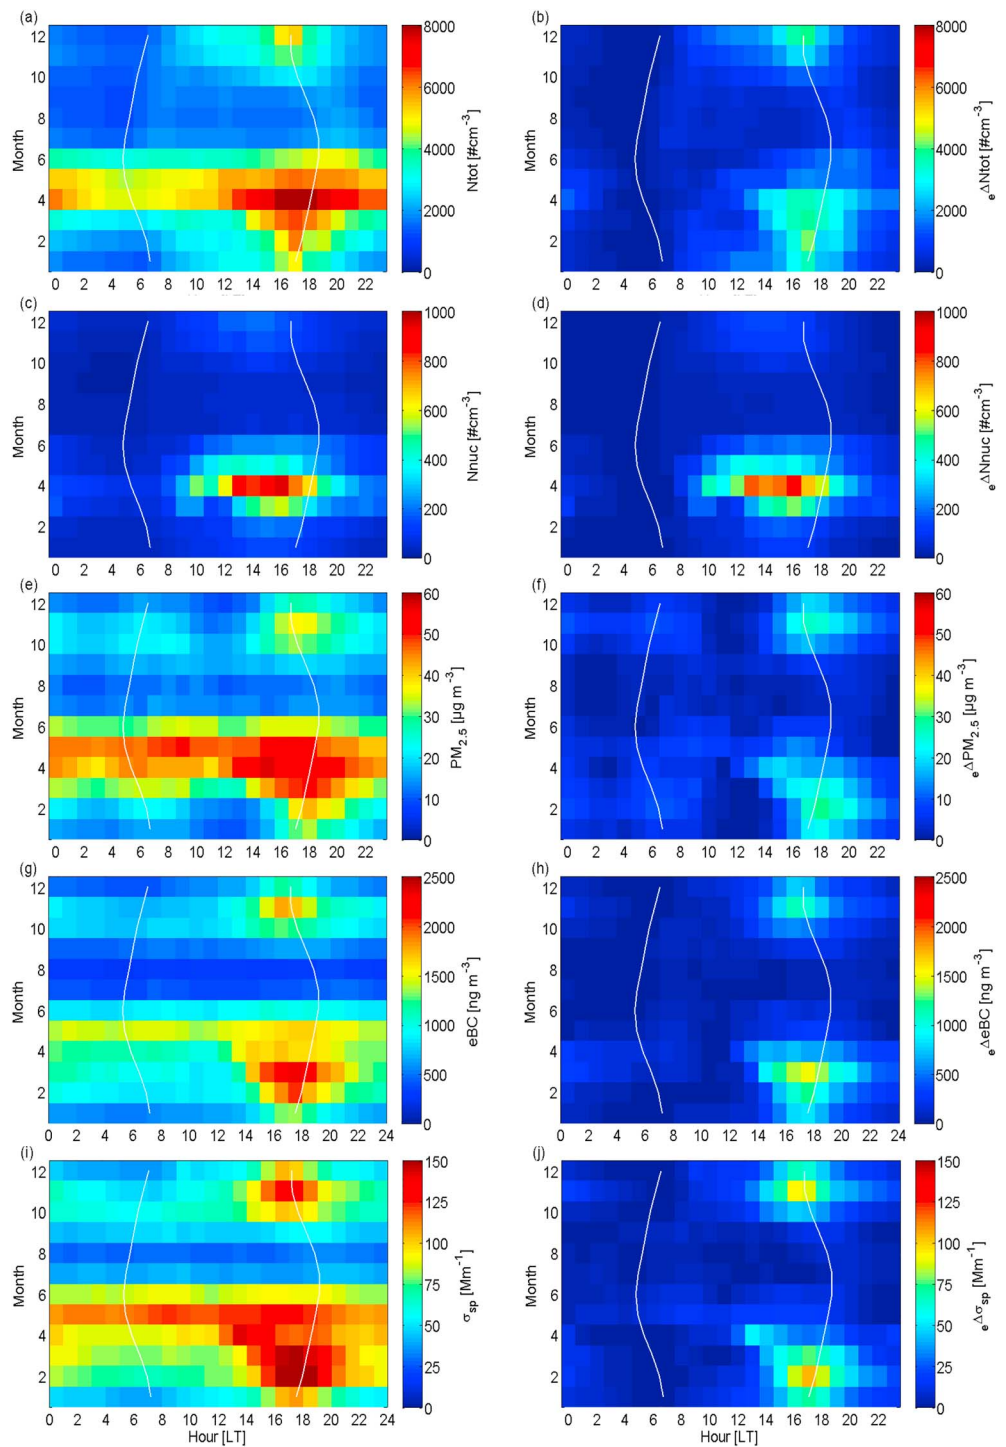 (a)
12
10
8
6
4
2
Month
0 2 4 6 8 10 12 14 16 18 20 22
8000
6000
4000
2000
0
Ntot [#cm⁻³]
(b)
12
10
8
6
4
2
Month
0 2 4 6 8 10 12 14 16 18 20 22
8000
6000
4000
2000
0
ₑΔNtot [#cm⁻³]
(c)
12
10
8
6
4
2
Month
0 2 4 6 8 10 12 14 16 18 20 22
1000
800
600
400
200
0
Nnuc [#cm⁻³]
(d)
12
10
8
6
4
2
Month
0 2 4 6 8 10 12 14 16 18 20 22
1000
800
600
400
200
0
ₑΔNnuc [#cm⁻³]
(e)
12
10
8
6
4
2
Month
0 2 4 6 8 10 12 14 16 18 20 22
60
50
40
30
20
10
0
PM₂.₅ [µg m⁻³]
(f)
12
10
8
6
4
2
Month
0 2 4 6 8 10 12 14 16 18 20 22
60
50
40
30
20
10
0
ₑΔPM₂.₅ [µg m⁻³]
(g)
12
10
8
6
4
2
Month
0 2 4 6 8 10 12 14 16 18 20 22 24
2500
2000
1500
1000
500
0
eBC [ng m⁻³]
(h)
12
10
8
6
4
2
Month
0 2 4 6 8 10 12 14 16 18 20 22 24
2500
2000
1500
1000
500
0
ₑΔeBC [ng m⁻³]
(i)
12
10
8
6
4
2
Month
0 2 4 6 8 10 12 14 16 18 20 22 24
Hour [LT]
150
125
100
75
50
25
0
σsp [Mm⁻¹]
(j)
12
10
8
6
4
2
Month
0 2 4 6 8 10 12 14 16 18 20 22
Hour [LT]
150
125
100
75
50
25
0
ₑΔσsp [Mm⁻¹]